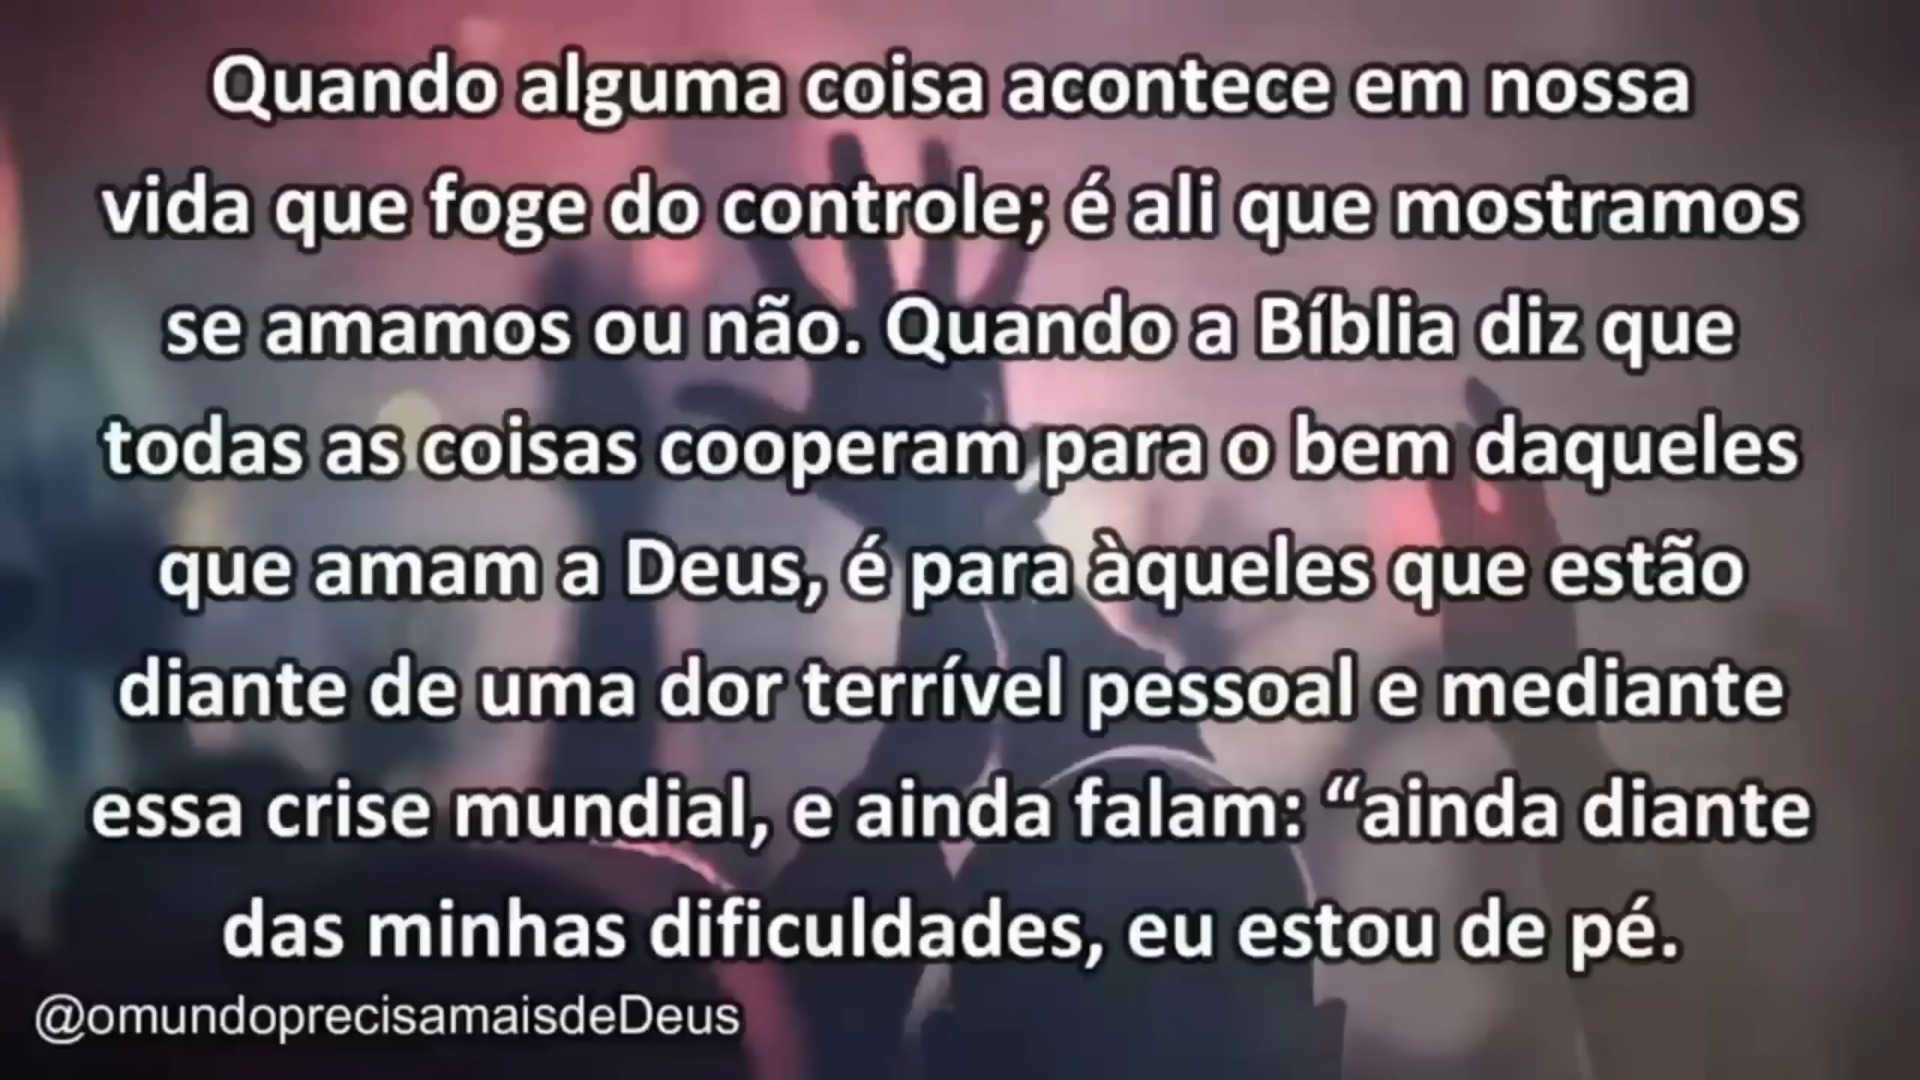 Quando alguma coisa acontece em nossa
vida que foge do controle; é ali que mostramos
se amamos ou não. Quando a Bíblia diz que
todas as coisas cooperam para o bem daqueles
que amam a Deus, é para àqueles que estão
diante de uma dor terrível pessoal e mediante
essa crise mundial, e ainda falam: “ainda diante
das minhas dificuldades, eu estou de pé.
@omundoprecisamaisdeDeus